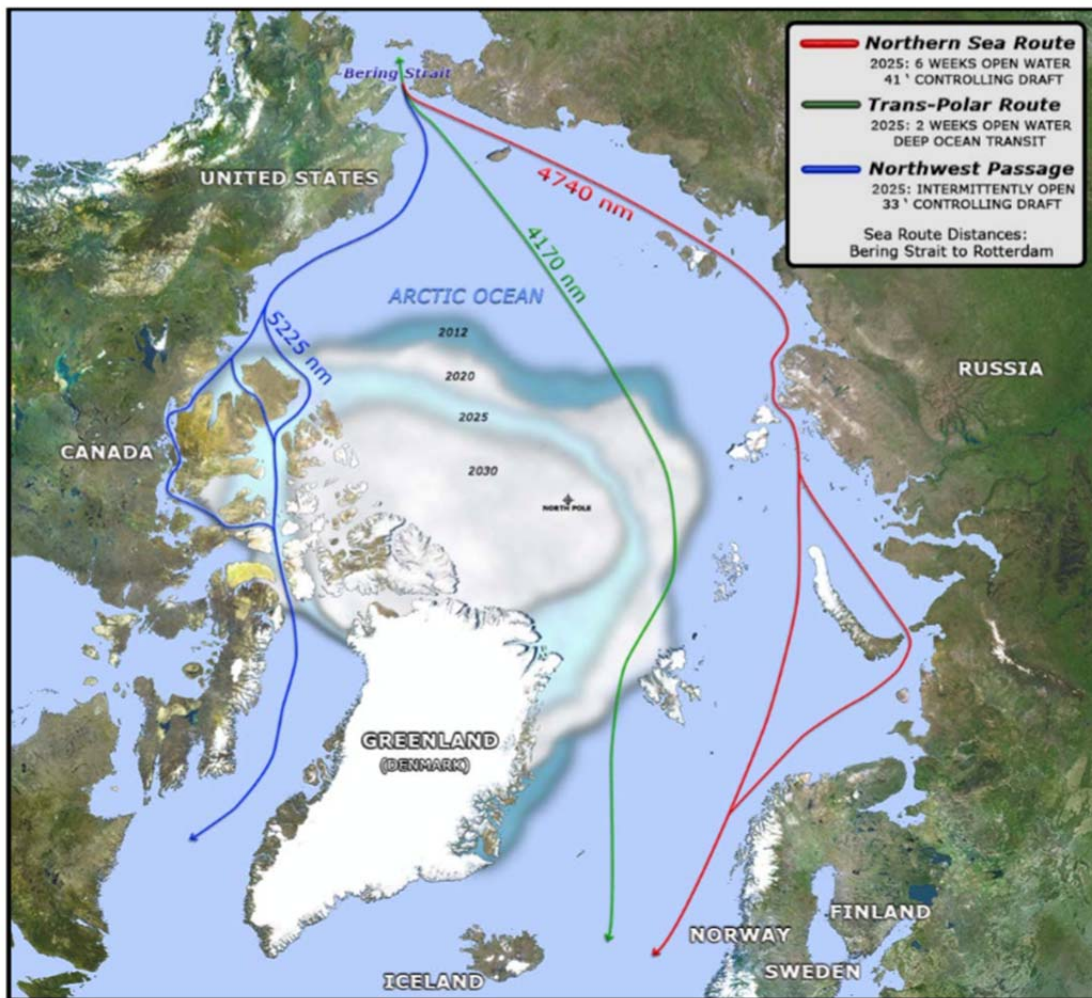 Northern Sea Route
2025: 6 WEEKS OPEN WATER
41' CONTROLLING DRAFT
Trans-Polar Route
2025: 2 WEEKS OPEN WATER
DEEP OCEAN TRANSIT
Northwest Passage
2025: INTERMITTENTLY OPEN
33' CONTROLLING DRAFT
Sea Route Distances:
Bering Strait to Rotterdam
Bering Strait
UNITED STATES
4740 nm
4170 nm
ARCTIC OCEAN
5225 nm
2012
2020
2025
2030
NORTH POLE
RUSSIA
CANADA
GREENLAND
(DENMARK)
ICELAND
NORWAY
FINLAND
SWEDEN